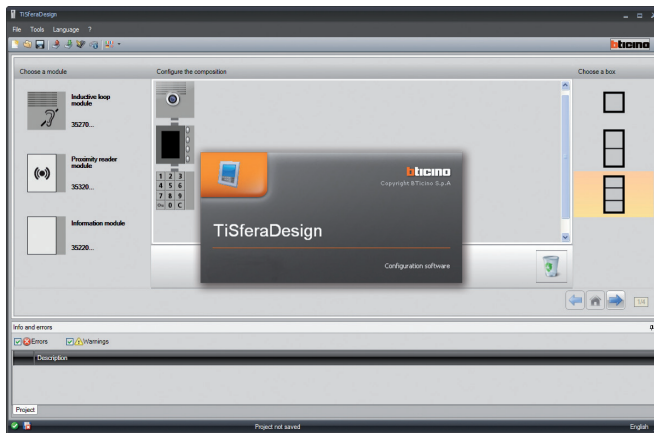 TiSferaDesign
File Tools Language ?
bticino
Choose a module
Configure the composition
Choose a box
Inductive loop
module
35270...
Proximity reader
module
35320...
Information module
35220...
1 2 3
4 5 6
7 8 9
0 C
bticino
Copyright BTicino S.p.A
TiSferaDesign
Configuration software
1/4
Info and errors
Errors Warnings
Description
Project
Project not saved
English